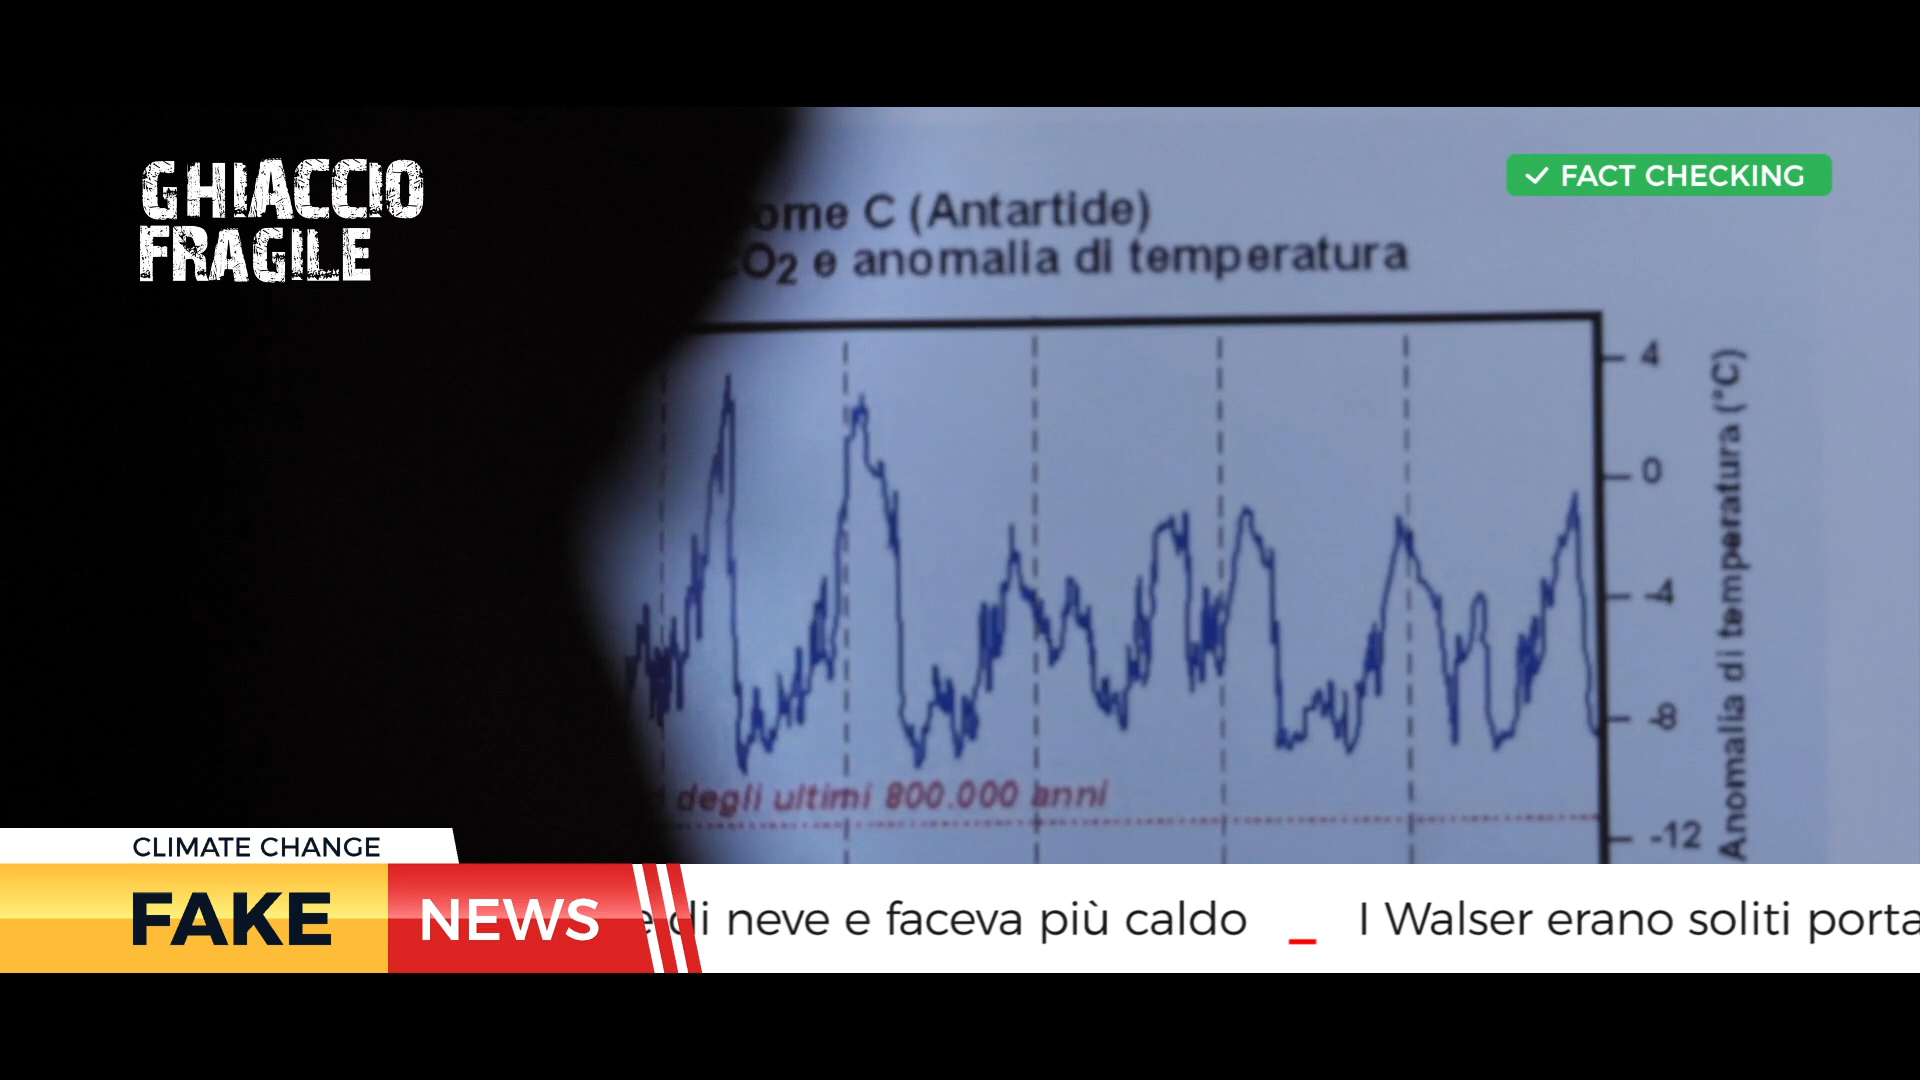 GHIACCIO
FRAGILE
✓ FACT CHECKING
ome C (Antartide)
O2 e anomalia di temperatura
4
0
-4
-8
-12
Anomalia di temperatura (°C)
degli ultimi 800.000 anni
CLIMATE CHANGE
FAKE NEWS
e di neve e faceva più caldo _ I Walser erano soliti porta